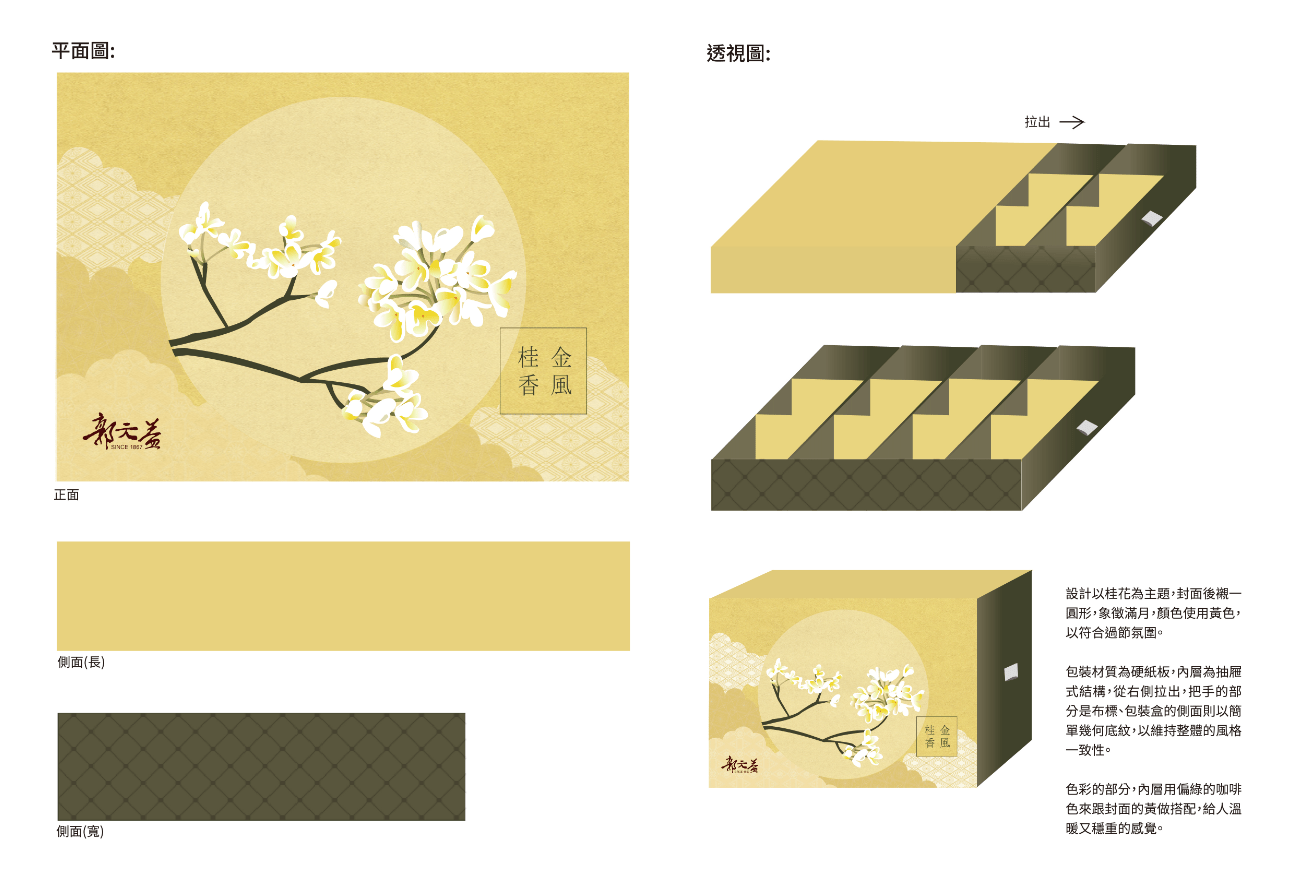 平面圖:
郭元益
SINCE 1867
金風
桂香
正面
側面(長)
側面(寬)
透視圖:
拉出
金風
桂香
郭元益
設計以桂花為主題，封面後襯一
圓形，象徵滿月，顏色使用黃色，
以符合過節氛圍。
包裝材質為硬紙板，內層為抽屜
式結構，從右側拉出，把手的部
分是布標、包裝盒的側面則以簡
單幾何底紋，以維持整體的風格
一致性。
色彩的部分，內層用偏綠的咖啡
色來跟封面的黃做搭配，給人溫
暖又穩重的感覺。